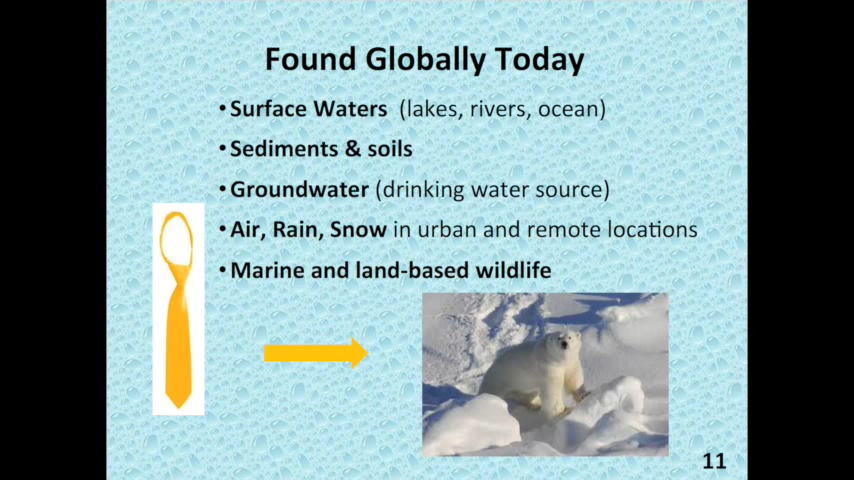 Found Globally Today
•Surface Waters (lakes, rivers, ocean)
•Sediments & soils
•Groundwater (drinking water source)
•Air, Rain, Snow in urban and remote locations
•Marine and land-based wildlife
11